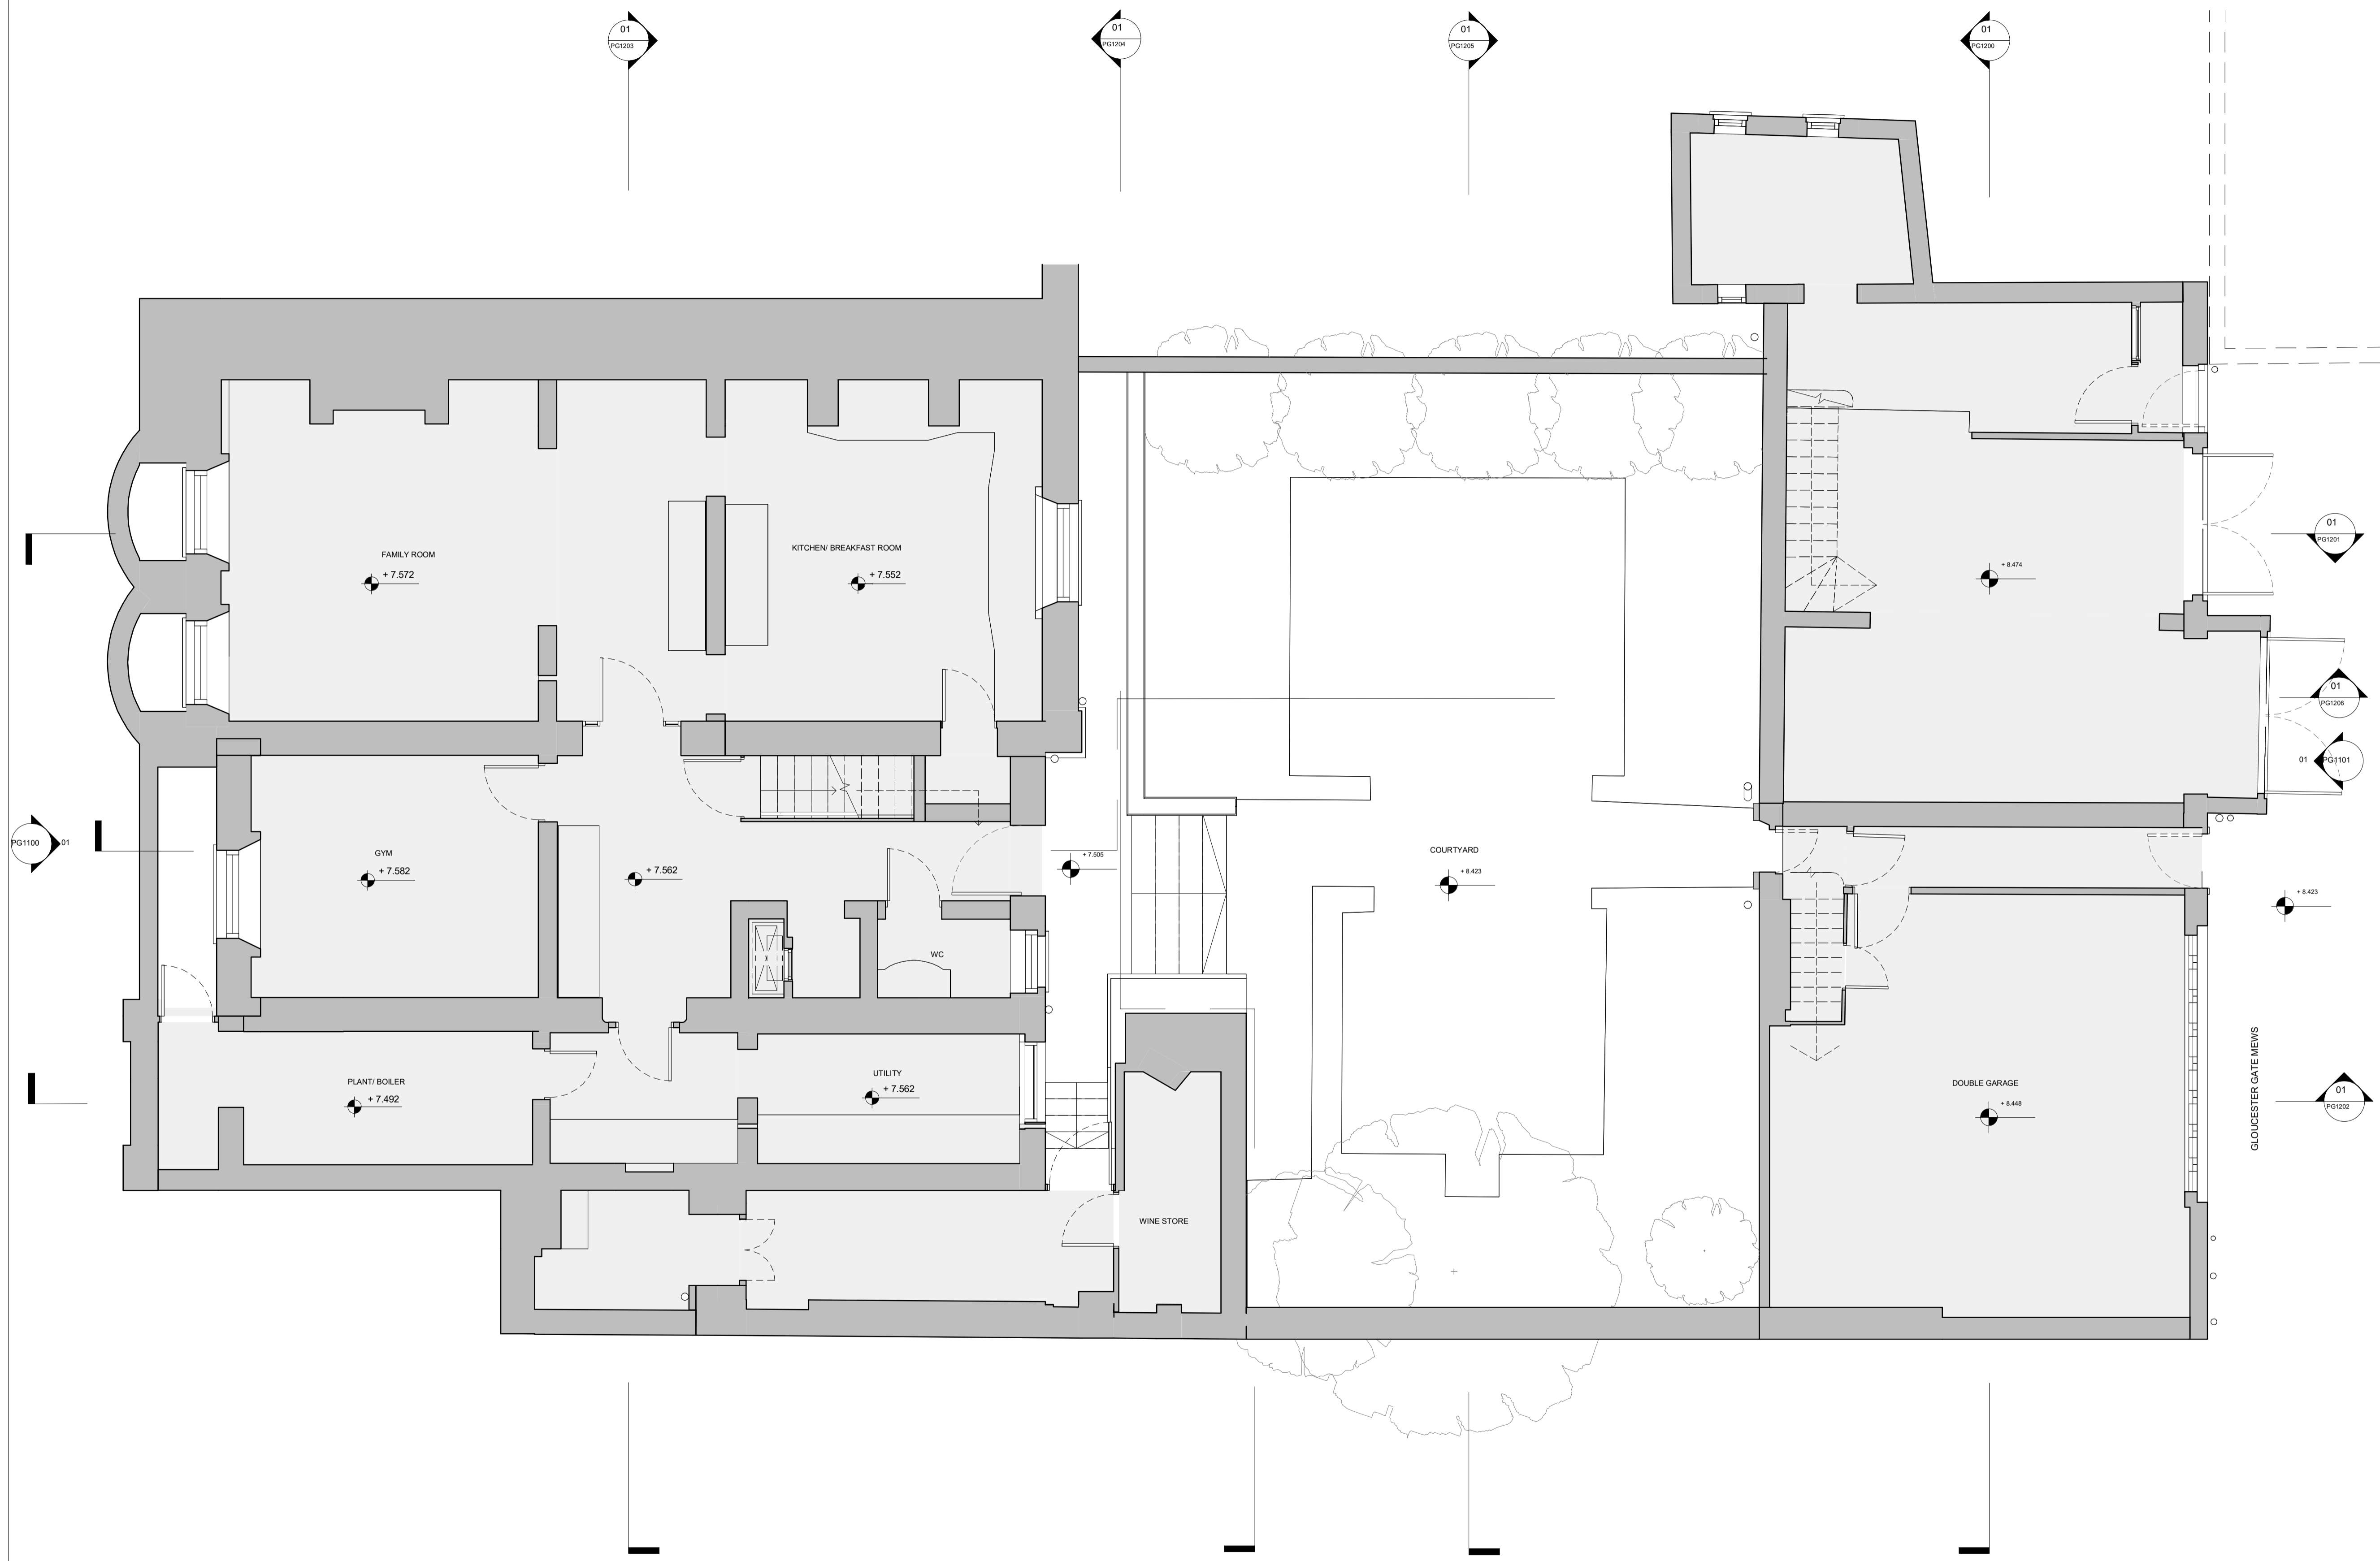 01
PG1203
01
PG1204
01
PG1205
01
PG1200
FAMILY ROOM
+ 7.572
KITCHEN/ BREAKFAST ROOM
+ 7.552
+ 8.474
01
PG1201
01
PG1206
01
PG1101
PG1100
01
GYM
+ 7.582
+ 7.562
+ 7.505
COURTYARD
+ 8.423
+ 8.423
WC
PLANT/ BOILER
+ 7.492
UTILITY
+ 7.562
DOUBLE GARAGE
+ 8.448
GLOUCESTER GATE MEWS
01
PG1202
WINE STORE